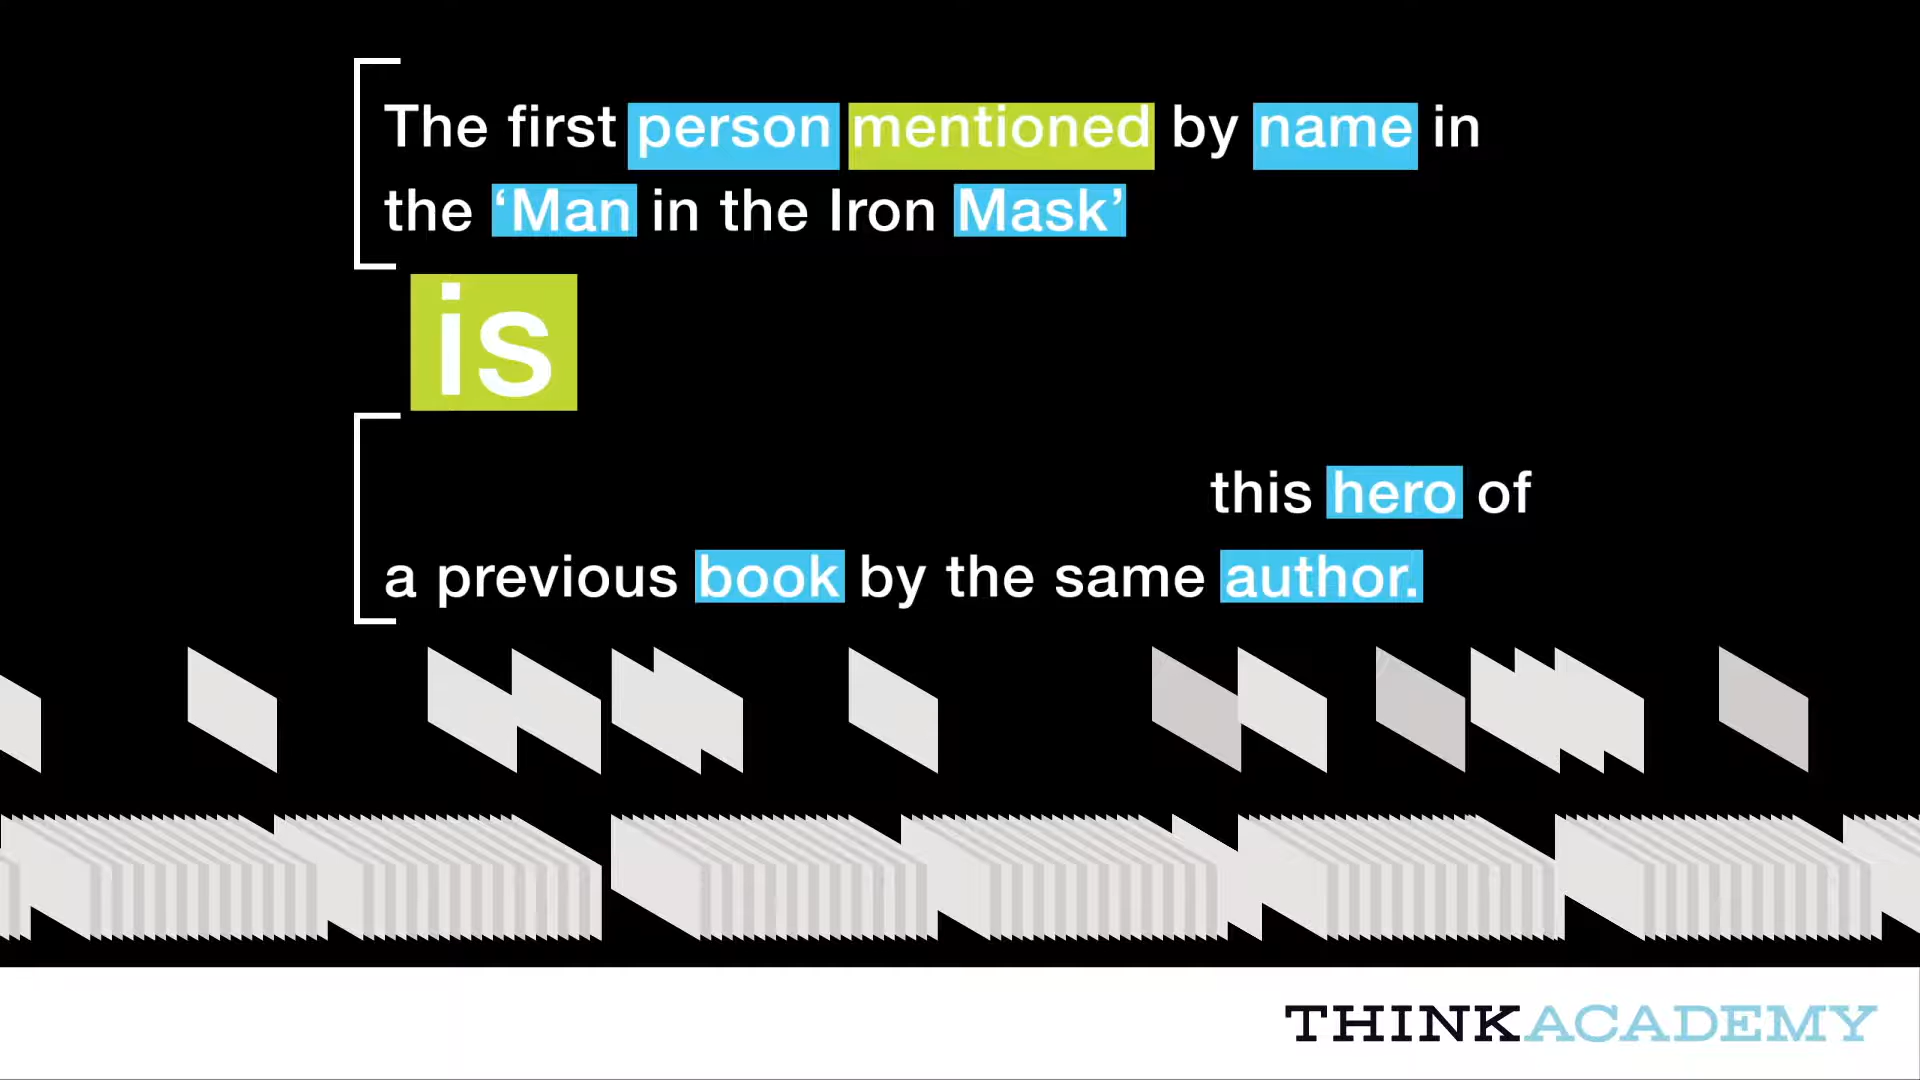 The first person mentioned by name in
the ‘Man in the Iron Mask’
is
this hero of
a previous book by the same author.
THINKACADEMY